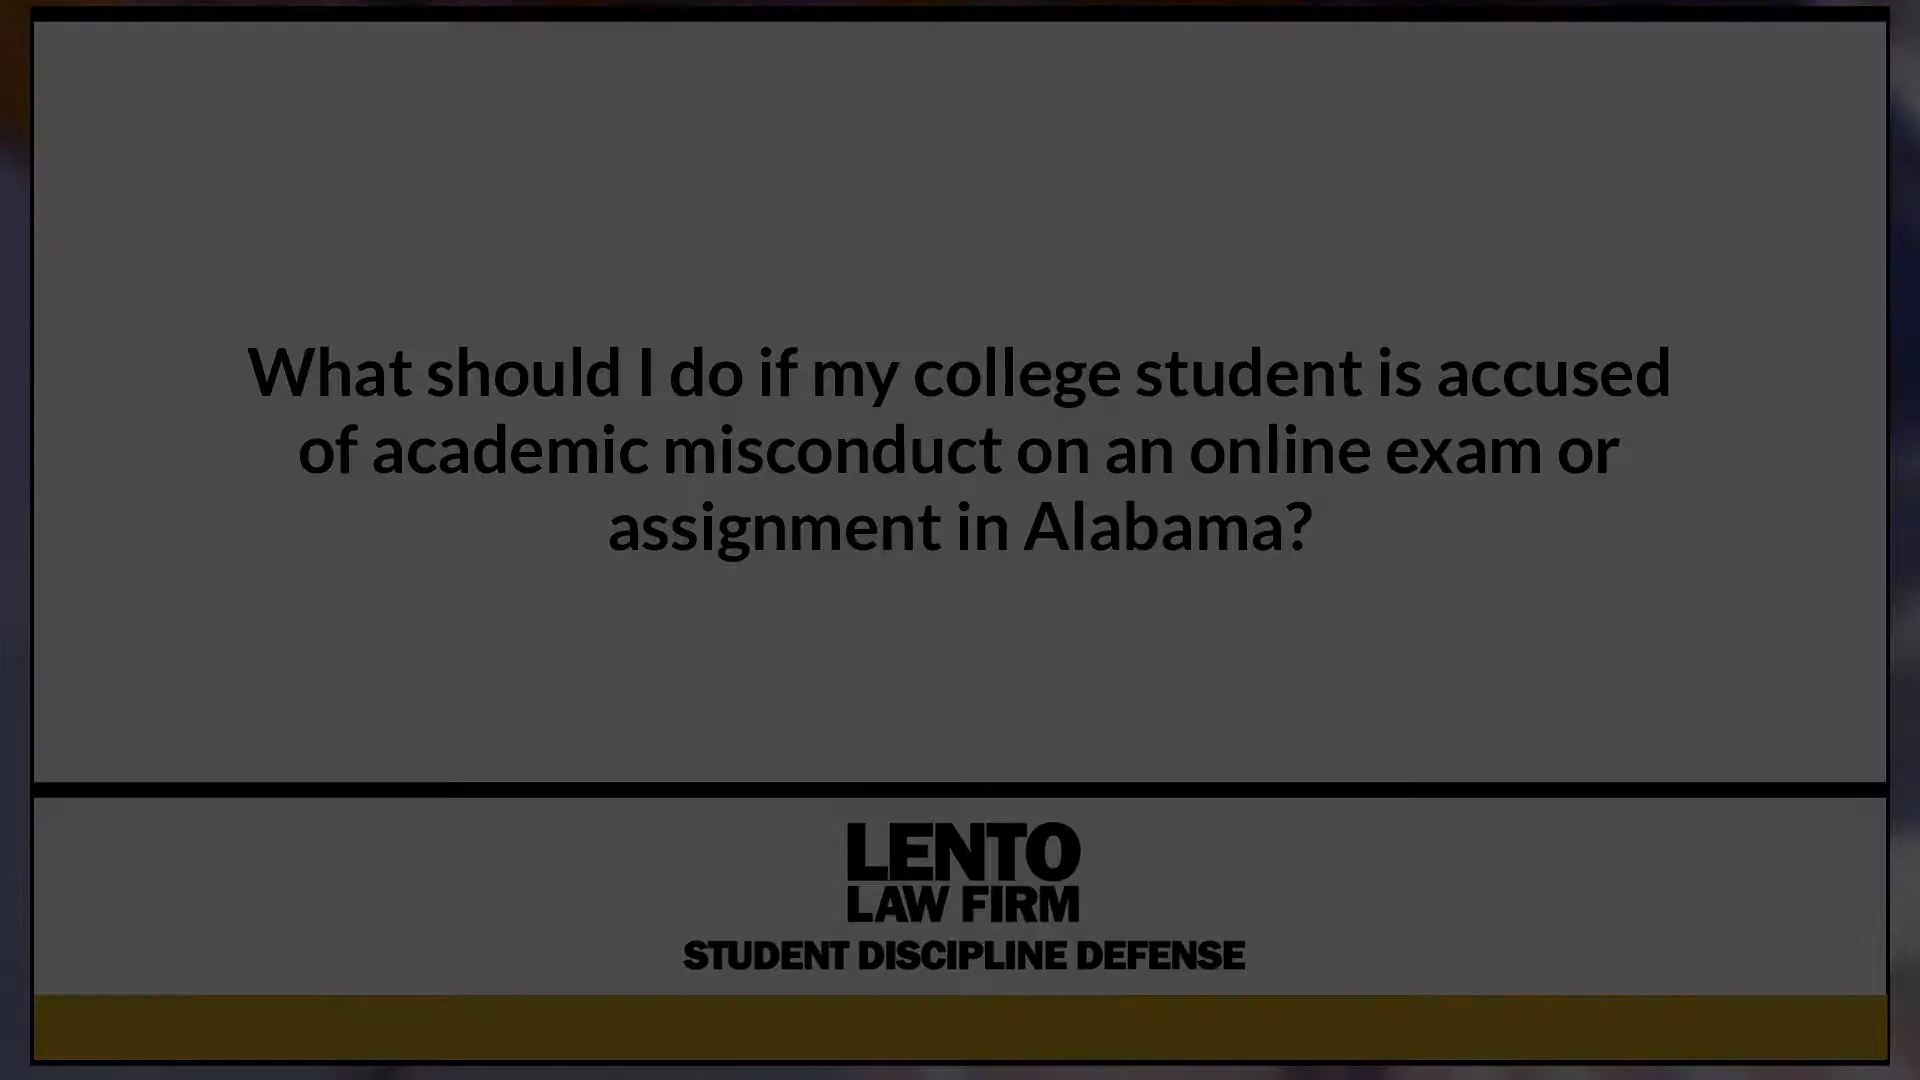 What should I do if my college student is accused
of academic misconduct on an online exam or
assignment in Alabama?
LENTO
LAW FIRM
STUDENT DISCIPLINE DEFENSE